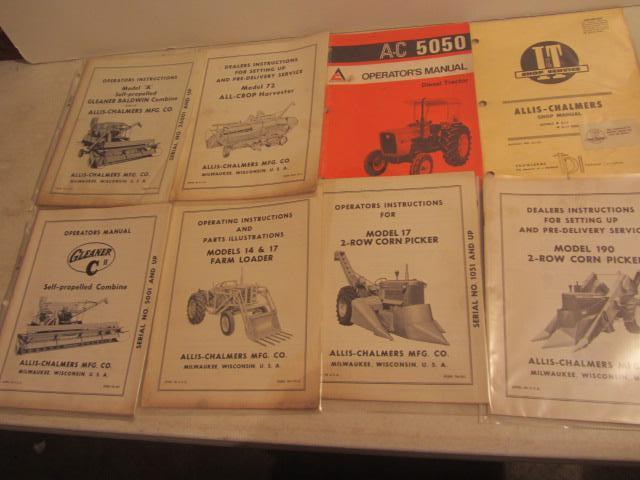 OPERATORS INSTRUCTIONS
Model "A"
Self-propelled
GLEANER BALDWIN Combine
ALLIS-CHALMERS MFG. CO.
MILWAUKEE, WISCONSIN, U. S. A.
DEALERS INSTRUCTIONS
FOR SETTING UP
AND PRE-DELIVERY SERVICE
Model 72
ALL-CROP Harvester
ALLIS-CHALMERS MFG. CO.
MILWAUKEE, WISCONSIN, U. S. A.
A-C 5050
OPERATOR'S MANUAL
Diesel Tractor
I&T
SHOP SERVICE
ALLIS-CHALMERS
SHOP MANUAL
OPERATORS MANUAL
GLEANER
C II
Self-propelled Combine
SERIAL NO. 5001 AND UP
ALLIS-CHALMERS MFG. CO.
MILWAUKEE, WISCONSIN, U. S. A.
OPERATING INSTRUCTIONS
AND
PARTS ILLUSTRATIONS
MODELS 14 & 17
FARM LOADER
ALLIS-CHALMERS MFG. CO.
MILWAUKEE, WISCONSIN, U. S. A.
OPERATORS INSTRUCTIONS
FOR
MODEL 17
2-ROW CORN PICKER
SERIAL NO. 1051 AND UP
ALLIS-CHALMERS MFG. CO.
MILWAUKEE, WISCONSIN, U. S. A.
DEALERS INSTRUCTIONS
FOR SETTING UP
AND PRE-DELIVERY SERVICE
MODEL 190
2-ROW CORN PICKER
ALLIS-CHALMERS MFG. CO.
MILWAUKEE, WISCONSIN, U. S.